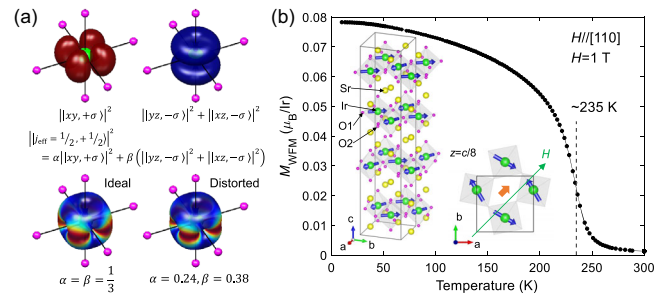 (a)
||xy,+σ⟩|² ||yz,−σ⟩|² + ||xz,−σ⟩|²
||j_eff = 1/2, + 1/2⟩|²
= α||xy,+σ⟩|² + β (||yz,−σ⟩|² + ||xz,−σ⟩|²)
Ideal Distorted
α = β = 1/3 α = 0.24, β = 0.38
(b)
M_WFM (μ_B/Ir)
0.08
0.07
0.06
0.05
0.04
0.03
0.02
0.01
0.00
H//[110]
H=1 T
~235 K
Sr
Ir
O1
O2
z=c/8
H
c
a
b
b
a
0 50 100 150 200 250 300
Temperature (K)